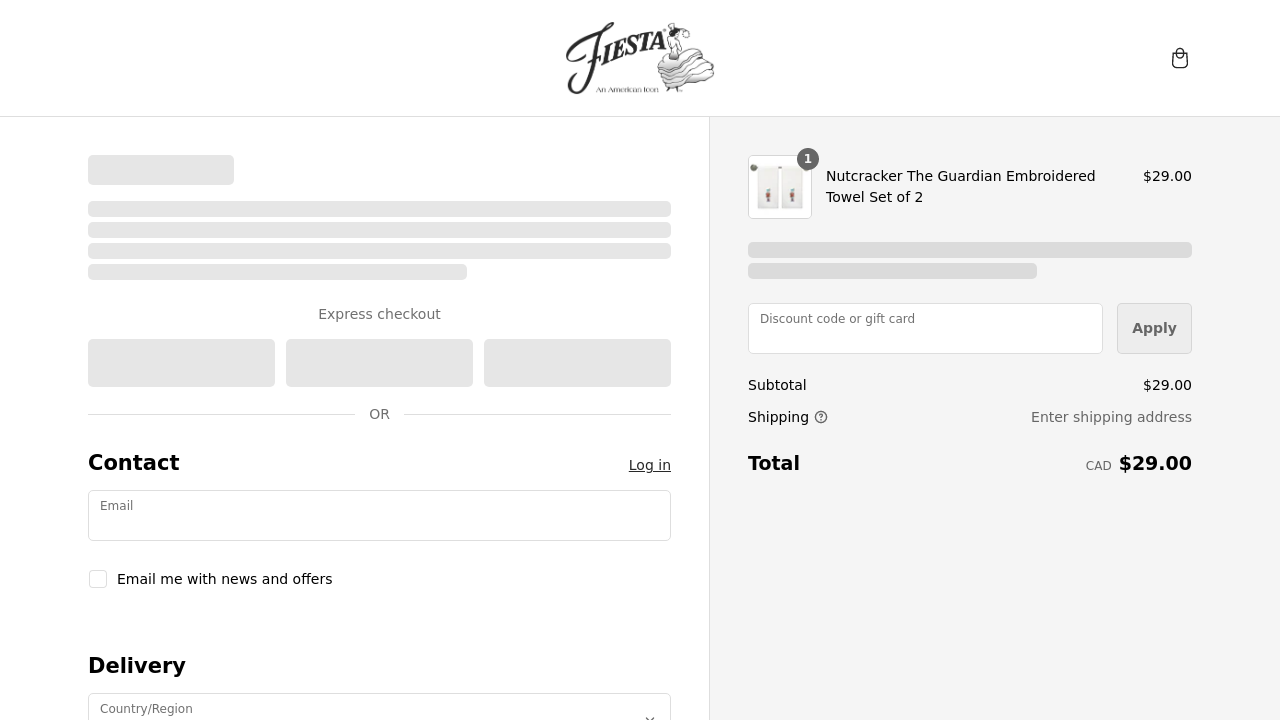 FIESTA
An American Icon
1
Nutcracker The Guardian Embroidered
Towel Set of 2
$29.00
Express checkout
OR
Contact
Log in
Email
Email me with news and offers
Delivery
Country/Region
Discount code or gift card
Apply
Subtotal
$29.00
Shipping
Enter shipping address
Total
CAD $29.00